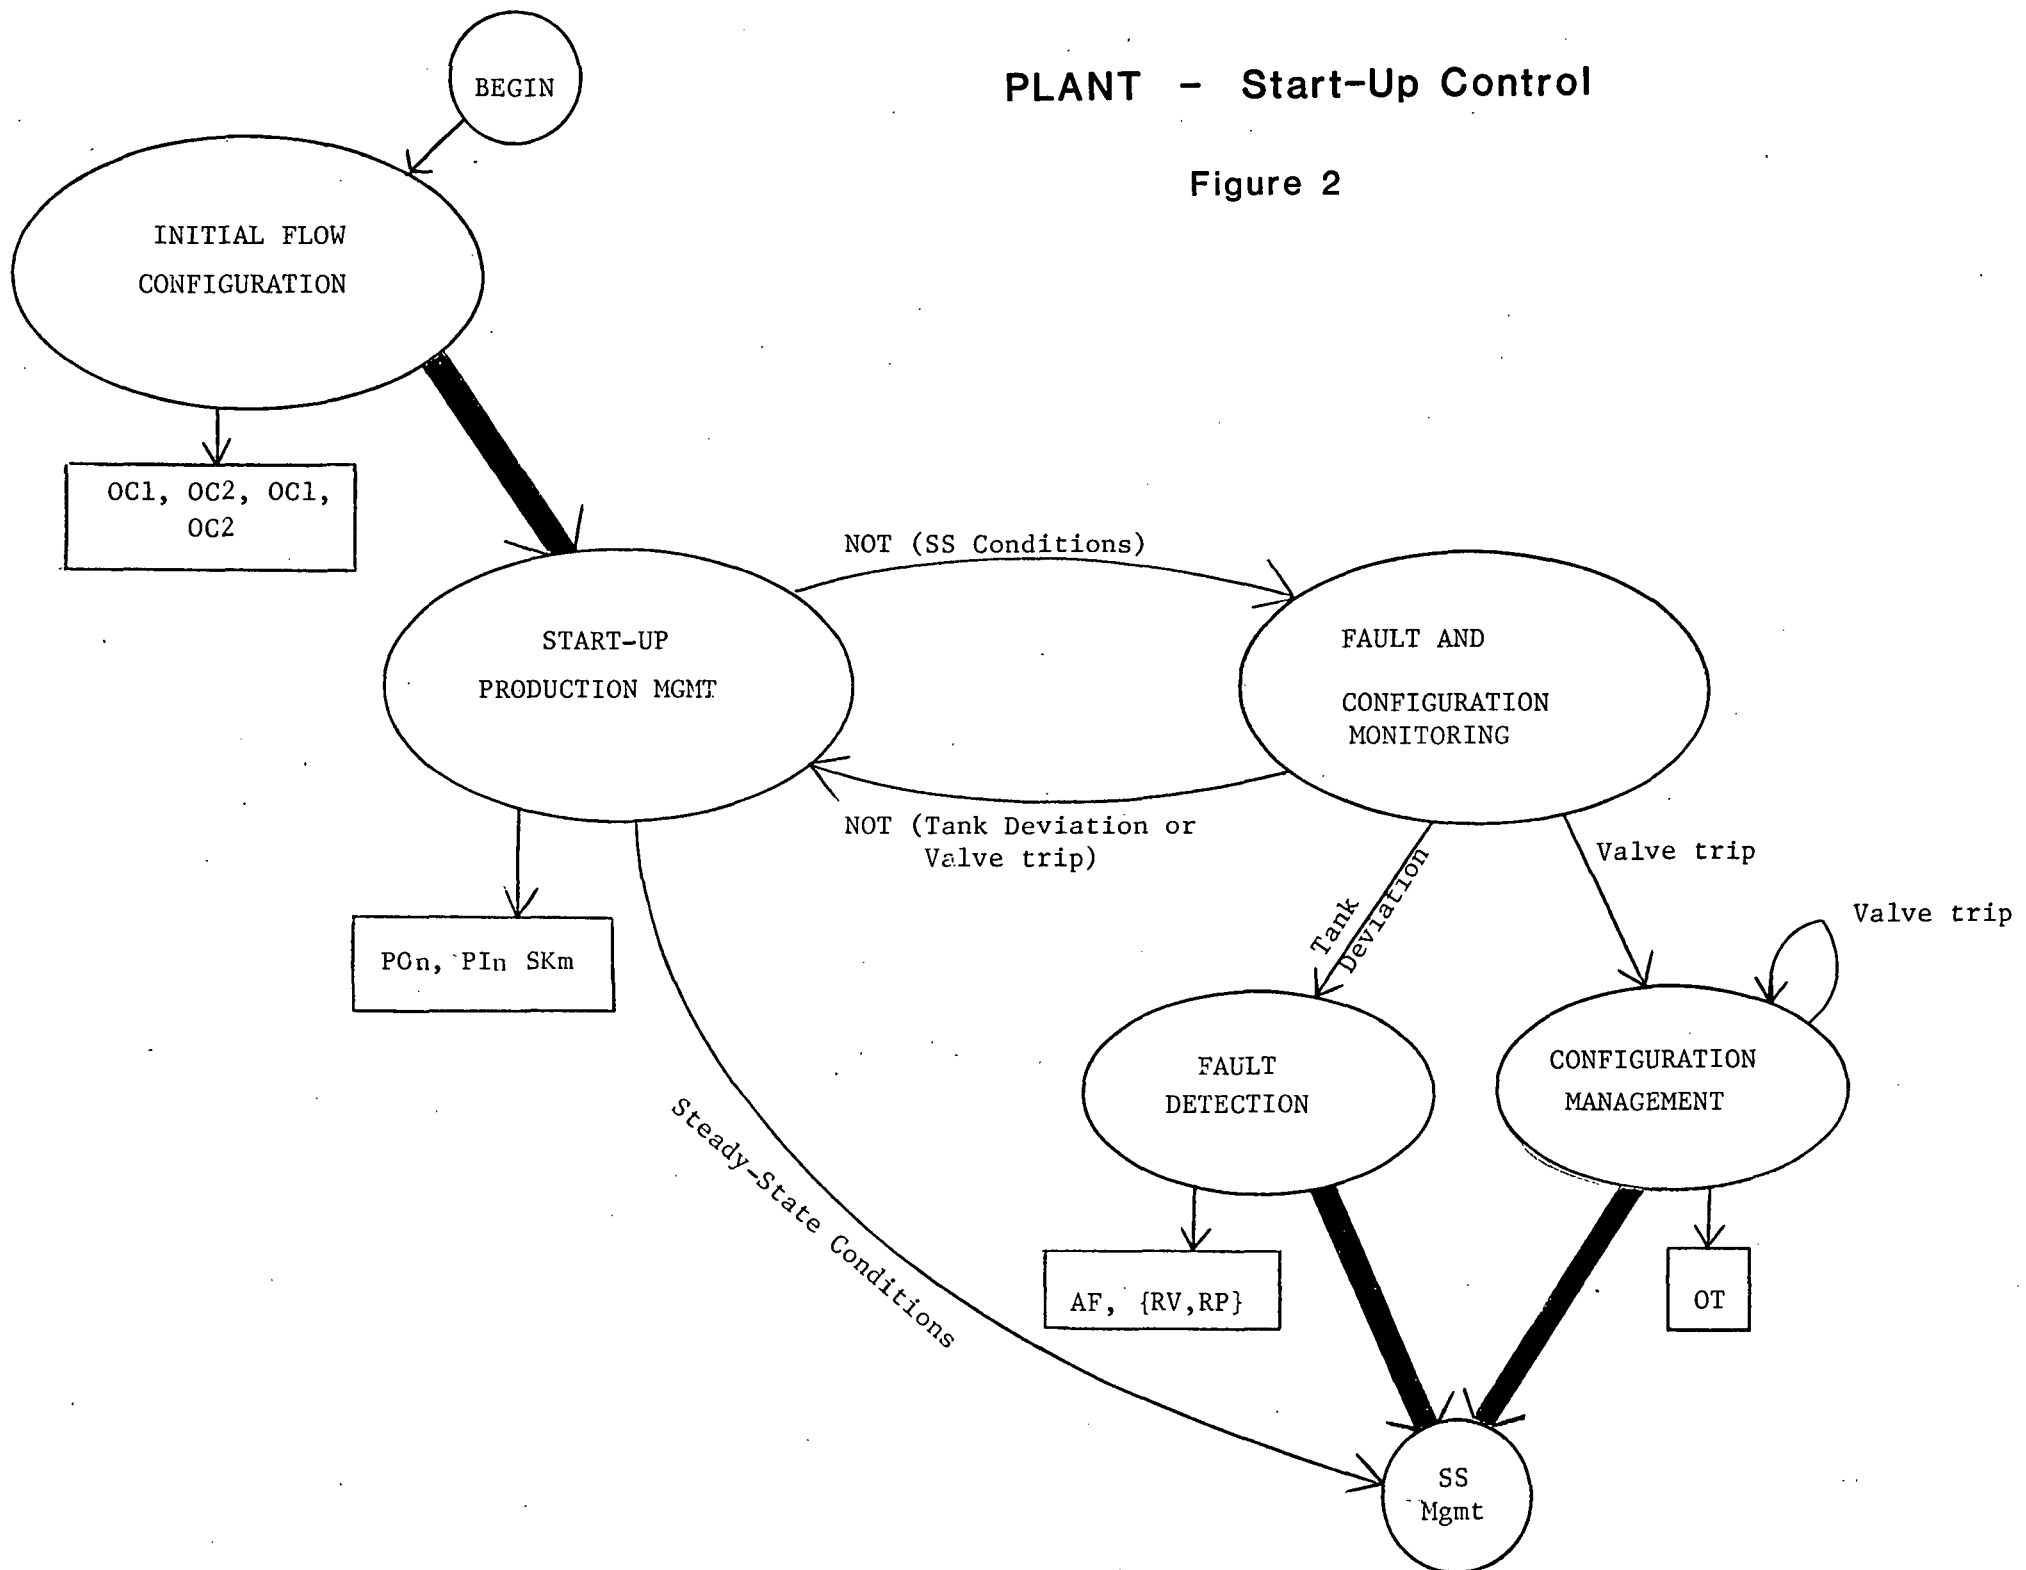 BEGIN
PLANT - Start-Up Control
Figure 2
INITIAL FLOW
CONFIGURATION
OC1, OC2, OC1,
OC2
NOT (SS Conditions)
START-UP
PRODUCTION MGMT
FAULT AND
CONFIGURATION
MONITORING
NOT (Tank Deviation or
Valve trip)
Valve trip
Tank
Deviation
Valve trip
POn, PIn SKm
FAULT
DETECTION
CONFIGURATION
MANAGEMENT
Steady-State Conditions
AF, {RV,RP}
OT
SS
Mgmt